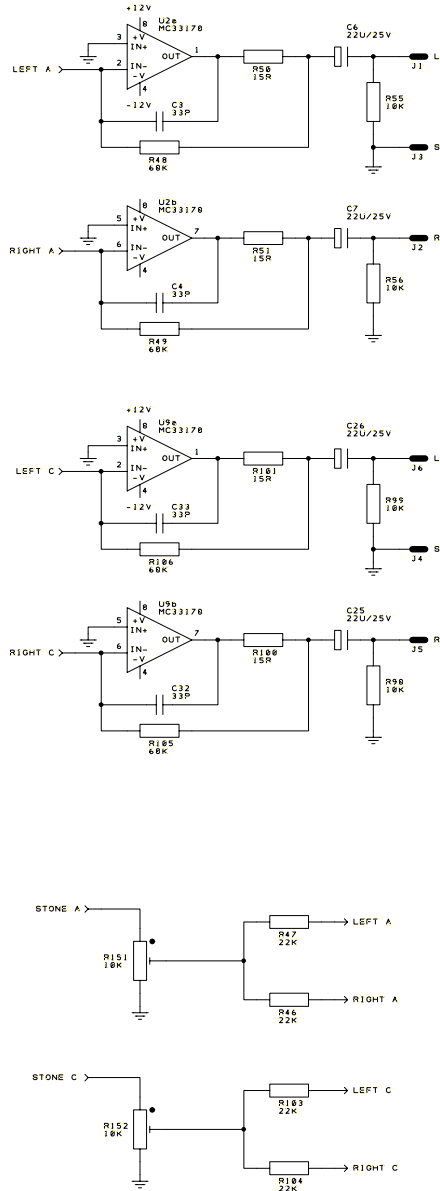 +12V
U2a
MC33178
8
3 +V
IN+
OUT 1
LEFT A 2 IN-
-V
4
-12V
C3
33P
R48
68K
R50
15R
C6
22U/25V
L
J1
R55
10K
S
J3
U2b
MC33178
8
5 +V
IN+
OUT 7
RIGHT A 6 IN-
-V
4
C4
33P
R49
68K
R51
15R
C7
22U/25V
R
J2
R56
10K
+12V
U9a
MC33178
8
3 +V
IN+
OUT 1
LEFT C 2 IN-
-V
4
-12V
C33
33P
R106
68K
R101
15R
C26
22U/25V
L
J6
R99
10K
S
J4
U9b
MC33178
8
5 +V
IN+
OUT 7
RIGHT C 6 IN-
-V
4
C32
33P
R105
68K
R100
15R
C25
22U/25V
R
J5
R98
10K
STONE A
R151
10K
R47
22K
LEFT A
R46
22K
RIGHT A
STONE C
R152
10K
R103
22K
LEFT C
R104
22K
RIGHT C